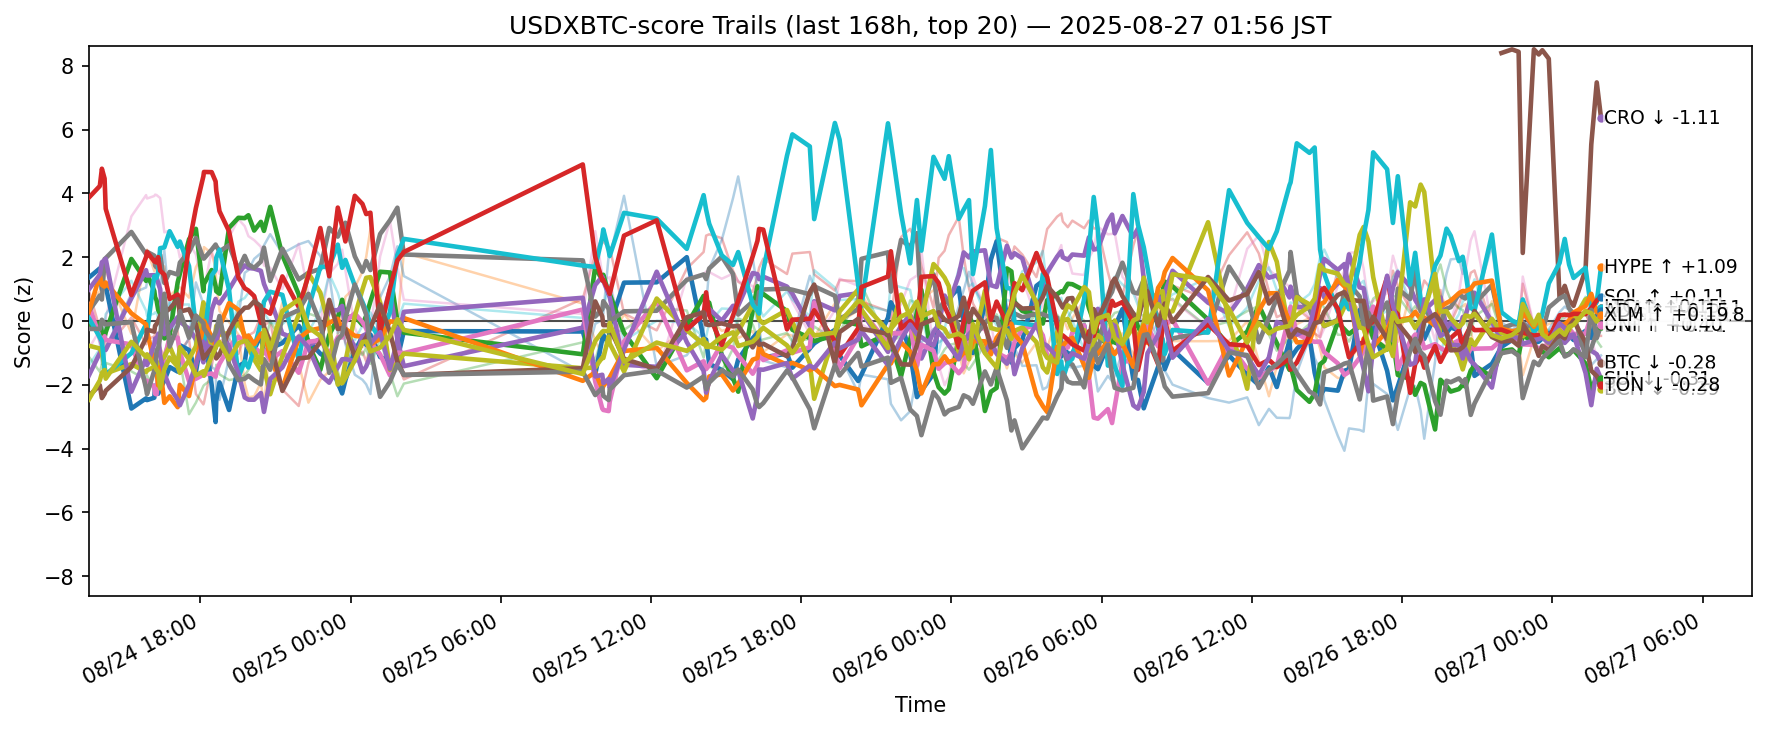 USDXBTC-score Trails (last 168h, top 20) — 2025-08-27 01:56 JST
Score (z)
8
6
4
2
0
−2
−4
−6
−8
CRO ↓ -1.11
HYPE ↑ +1.09
SOL ↑ +0.11
XLM ↑ +0.19
UNI ↑ +0.40
BTC ↓ -0.28
TON ↓ -0.28
08/24 18:00
08/25 00:00
08/25 06:00
08/25 12:00
08/25 18:00
08/26 00:00
08/26 06:00
08/26 12:00
08/26 18:00
08/27 00:00
08/27 06:00
Time